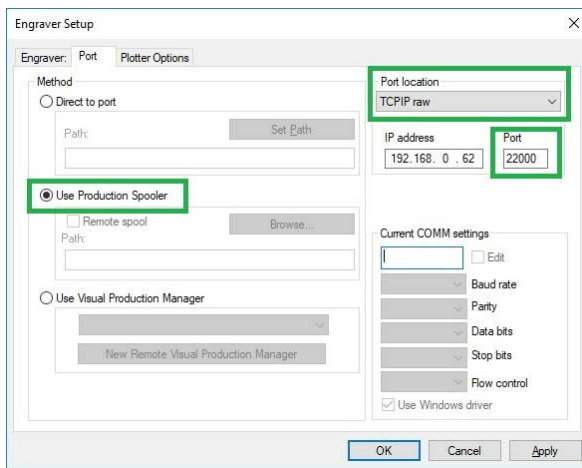 Engraver Setup
Engraver: Port Plotter Options
Method
Direct to port
Path:
Set Path
Use Production Spooler
Remote spool
Browse...
Path:
Use Visual Production Manager
New Remote Visual Production Manager
Port location
TCPIP raw
IP address
Port
192.168. 0 . 62
22000
Current COMM settings
Edit
Baud rate
Parity
Data bits
Stop bits
Flow control
Use Windows driver
OK Cancel Apply